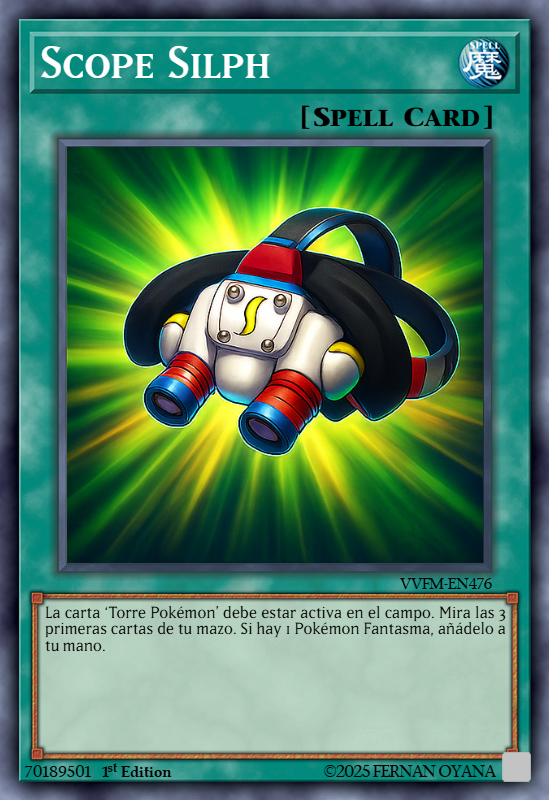 Scope Silph
SPELL
魔
[Spell Card]
S
VVFM-EN476
La carta ‘Torre Pokémon’ debe estar activa en el campo. Mira las 3
primeras cartas de tu mazo. Si hay 1 Pokémon Fantasma, añádelo a
tu mano.
70189501 1st Edition ©2025 FERNAN OYANA